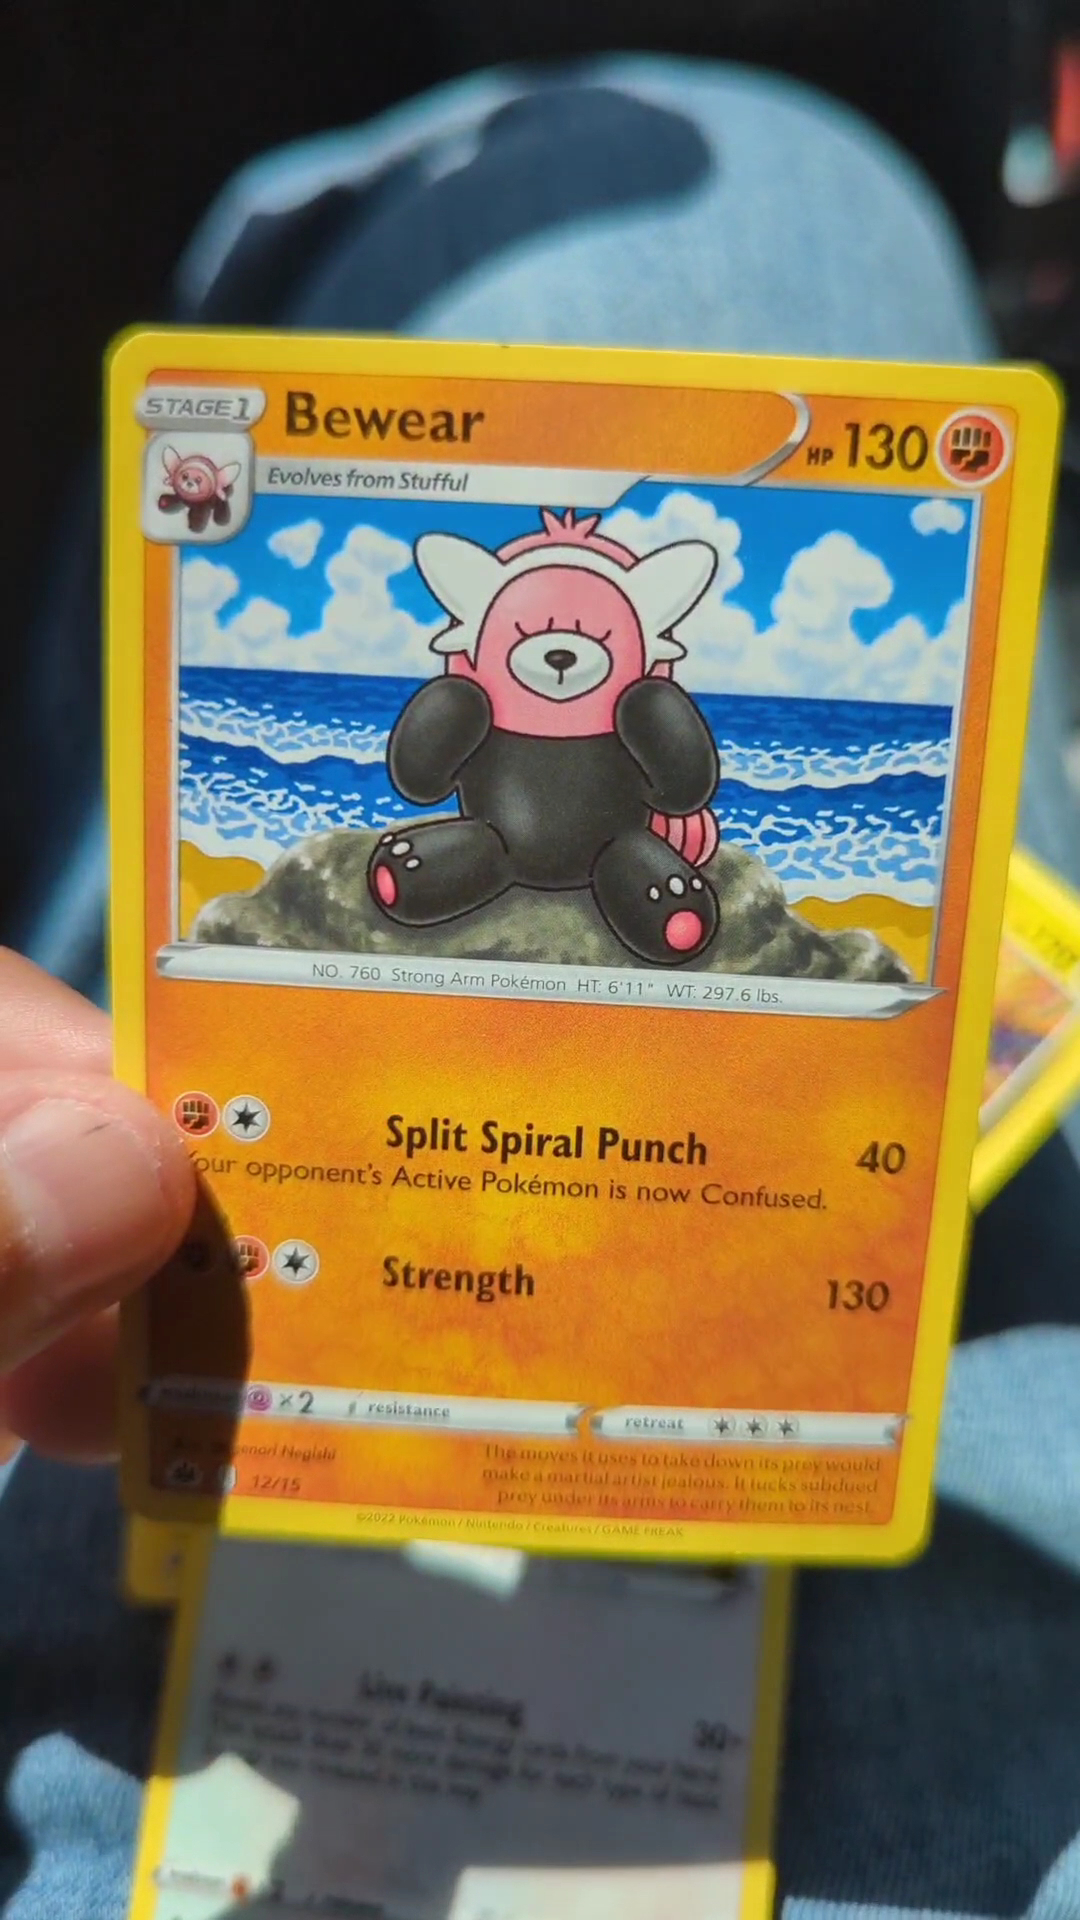 STAGE 1
Bewear
HP 130
Evolves from Stufful
NO. 760 Strong Arm Pokémon HT: 6'11" WT: 297.6 lbs.
Split Spiral Punch 40
our opponent's Active Pokémon is now Confused.
Strength 130
×2 resistance
retreat
Negishi
12/15
The moves it uses to take down its prey would
make a martial artist jealous. It tucks subdued
prey under its arms to carry them to its nest.
©2022 Pokémon / Nintendo / Creatures / GAME FREAK
Painting
30+